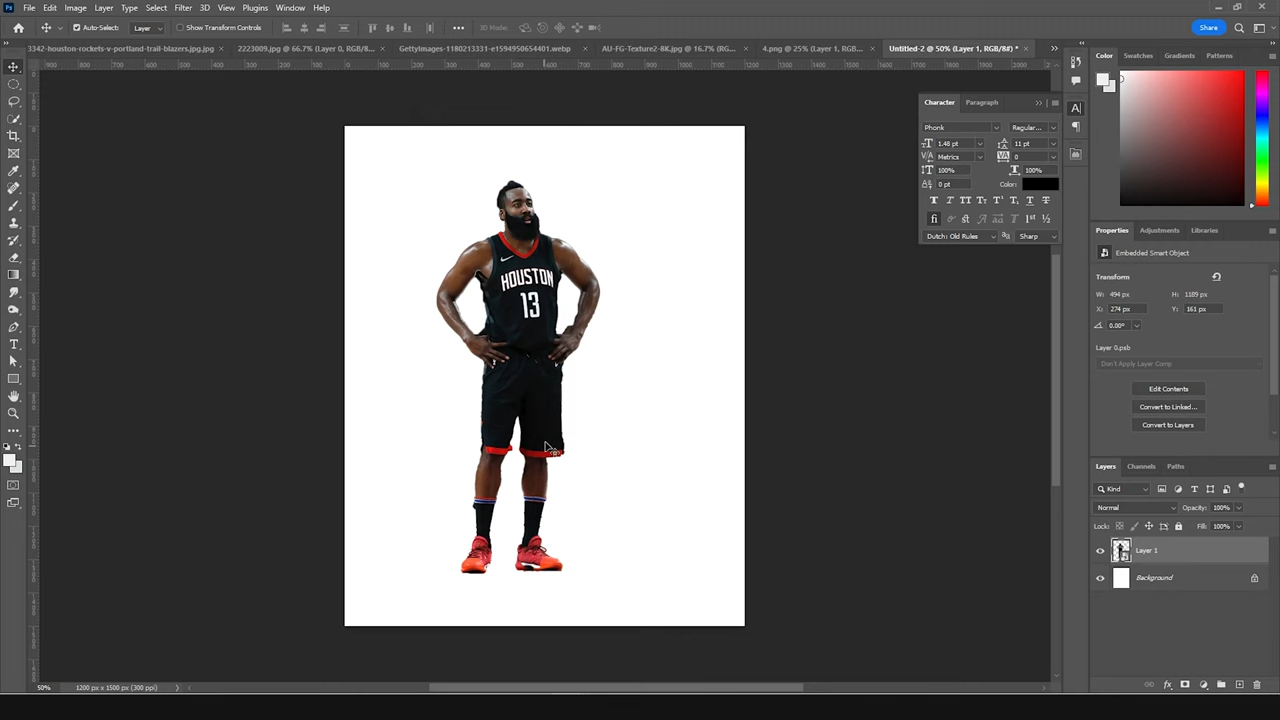 Ps File Edit Image Layer Type Select Filter 3D View Plugins Window Help
Auto-Select: Layer Show Transform Controls 3D Mode: Share
3342-houston-rockets-v-portland-trail-blazers.jpg.jpg × 2223009.jpg @ 66.7% (Layer 0, RGB/8... × GettyImages-1180213331-e1594950654401.webp × AU-FG-Texture2-8K.jpg @ 16.7% (RGB/... × 4.png @ 25% (Layer 1, RGB/8... × Untitled-2 @ 50% (Layer 1, RGB/8#) * ×
Color Swatches Gradients Patterns
Character Paragraph
Phonk Regular...
1.48 pt 11 pt
Metrics 0
100% 100%
0 pt Color:
Dutch: Old Rules Sharp
HOUSTON
13
Properties Adjustments Libraries
Embedded Smart Object
Transform
W: 494 px H: 1189 px
X: 274 px Y: 161 px
0.00°
Layer 0.psb
Don't Apply Layer Comp
Edit Contents
Convert to Linked...
Convert to Layers
Layers Channels Paths
Kind
Normal Opacity: 100%
Lock: Fill: 100%
Layer 1
Background
50% 1200 px x 1500 px (300 ppi)